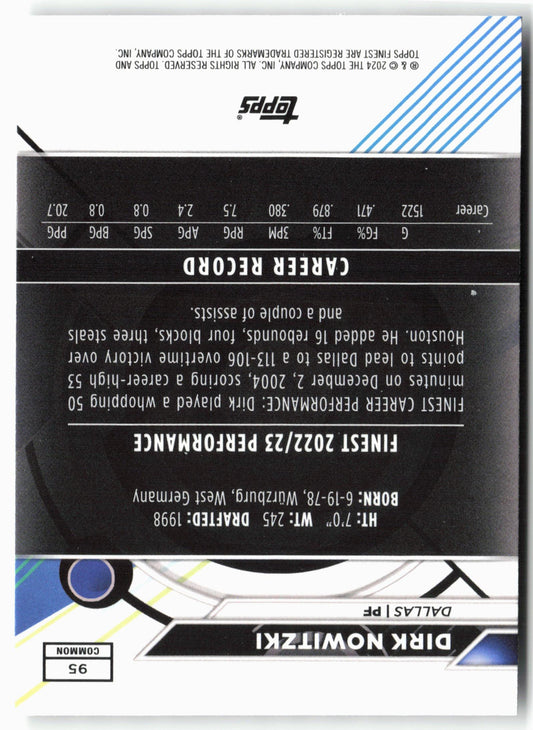 95
COMMON
DIRK NOWITZKI
DALLAS | PF
HT: 7'0" WT: 245 DRAFTED: 1998
BORN: 6-19-78, Würzburg, West Germany
FINEST 2022/23 PERFORMANCE
FINEST CAREER PERFORMANCE: Dirk played a whopping 50
minutes on December 2, 2004, scoring a career-high 53
points to lead Dallas to a 113-106 overtime victory over
Houston. He added 16 rebounds, four blocks, three steals
and a couple of assists.
CAREER RECORD
G FG% FT% 3PM RPG APG SPG BPG PPG
Career 1522 .471 .879 .380 7.5 2.4 0.8 0.8 20.7
topps®
® & © 2024 THE TOPPS COMPANY, INC. ALL RIGHTS RESERVED. TOPPS AND
TOPPS FINEST ARE REGISTERED TRADEMARKS OF THE TOPPS COMPANY, INC.